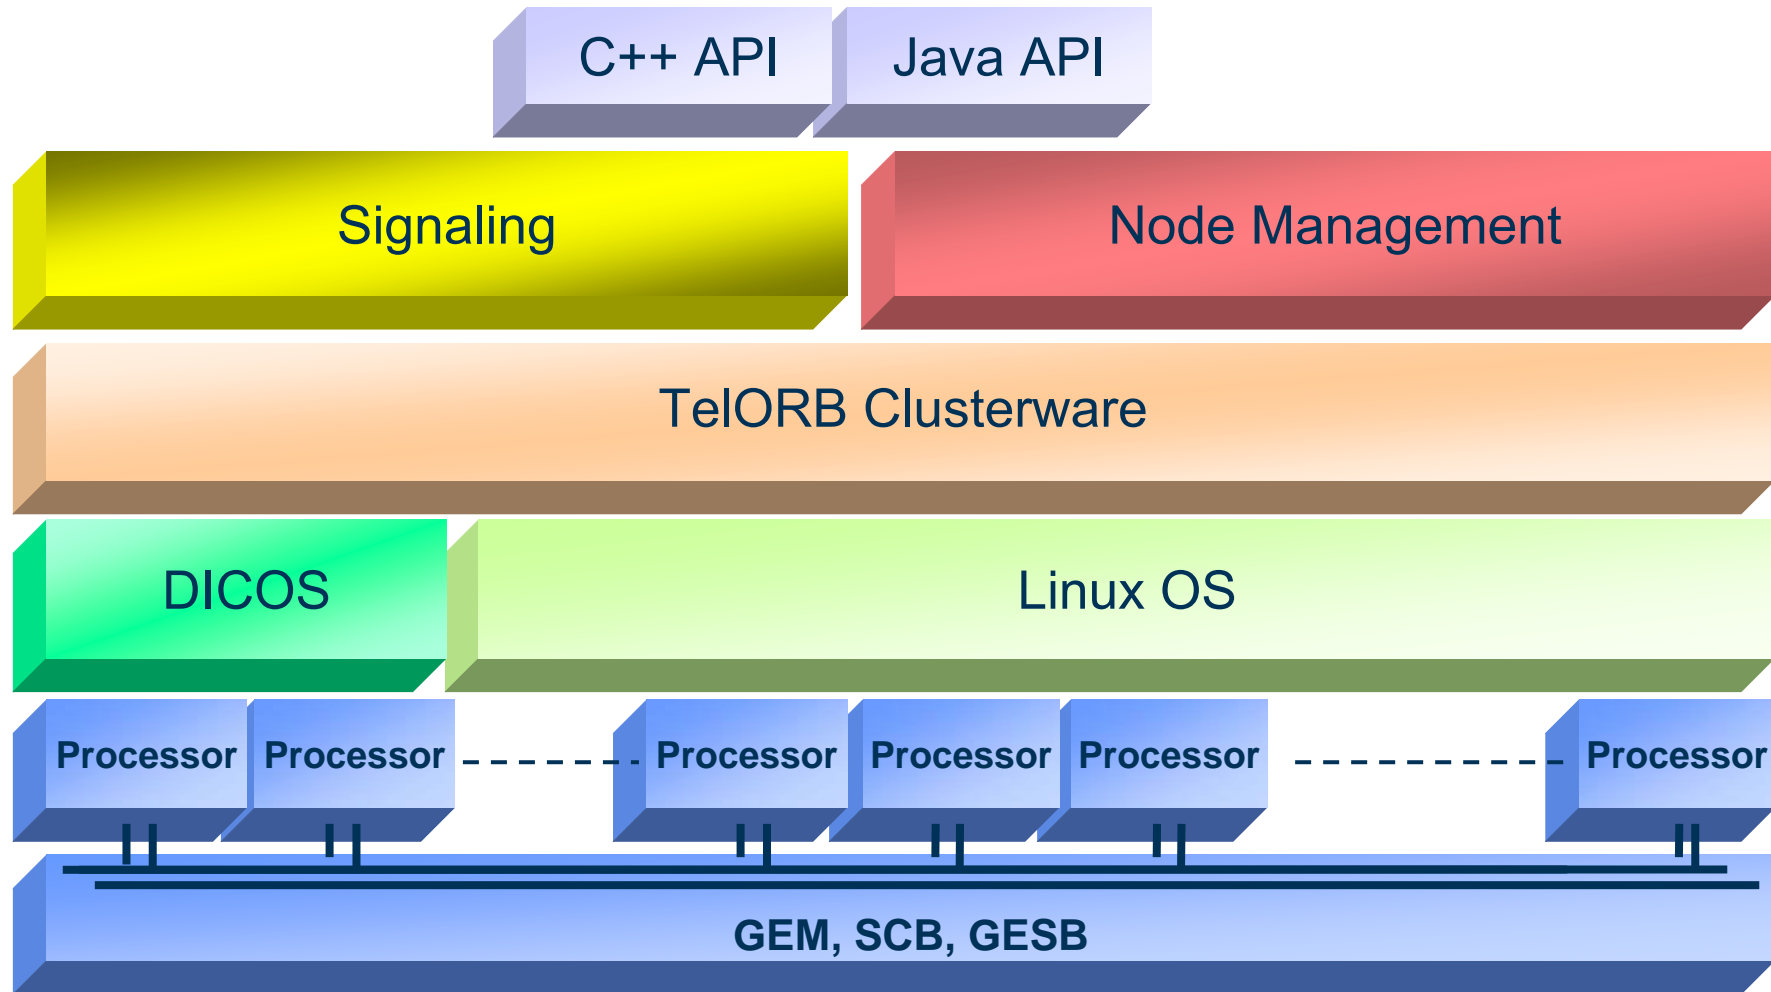 C++ API Java API
Signaling Node Management
TelORB Clusterware
DICOS Linux OS
Processor Processor Processor Processor Processor Processor
GEM, SCB, GESB